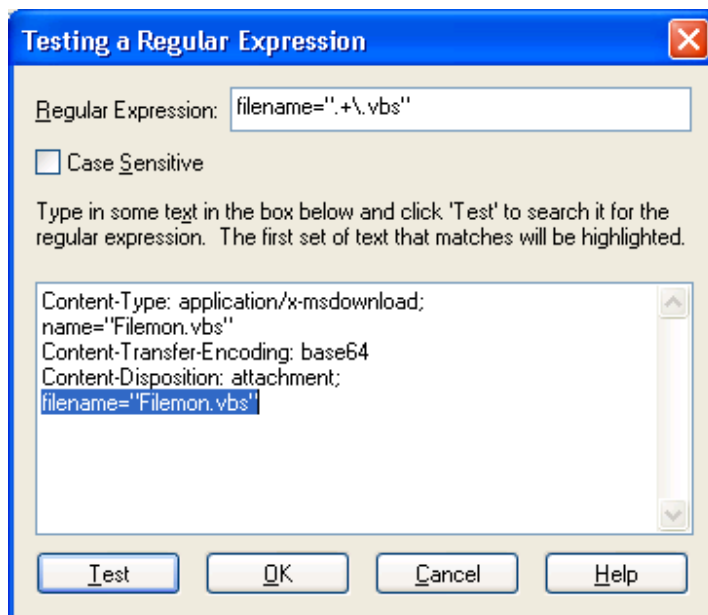 Testing a Regular Expression
Regular Expression: filename=".+\.vbs"
Case Sensitive
Type in some text in the box below and click 'Test' to search it for the
regular expression. The first set of text that matches will be highlighted.
Content-Type: application/x-msdownload;
name="Filemon.vbs"
Content-Transfer-Encoding: base64
Content-Disposition: attachment;
filename="Filemon.vbs"
Test OK Cancel Help